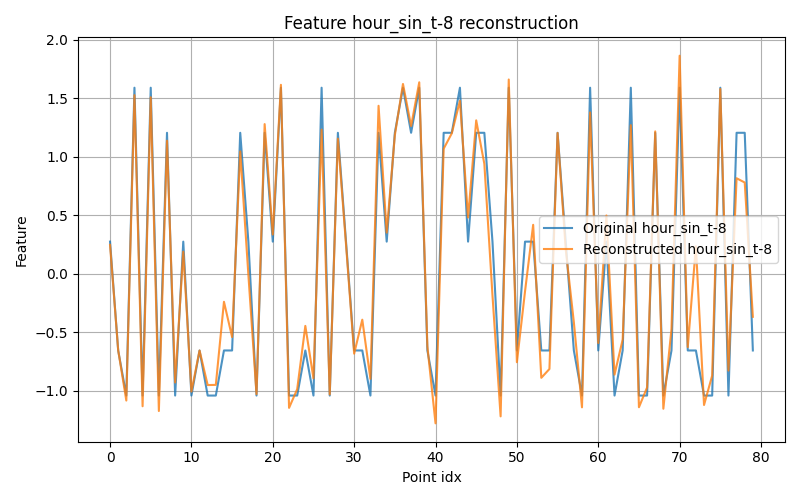 Feature hour_sin_t-8 reconstruction
2.0
1.5
1.0
0.5
0.0
−0.5
−1.0
Feature
Original hour_sin_t-8
Reconstructed hour_sin_t-8
0 10 20 30 40 50 60 70 80
Point idx